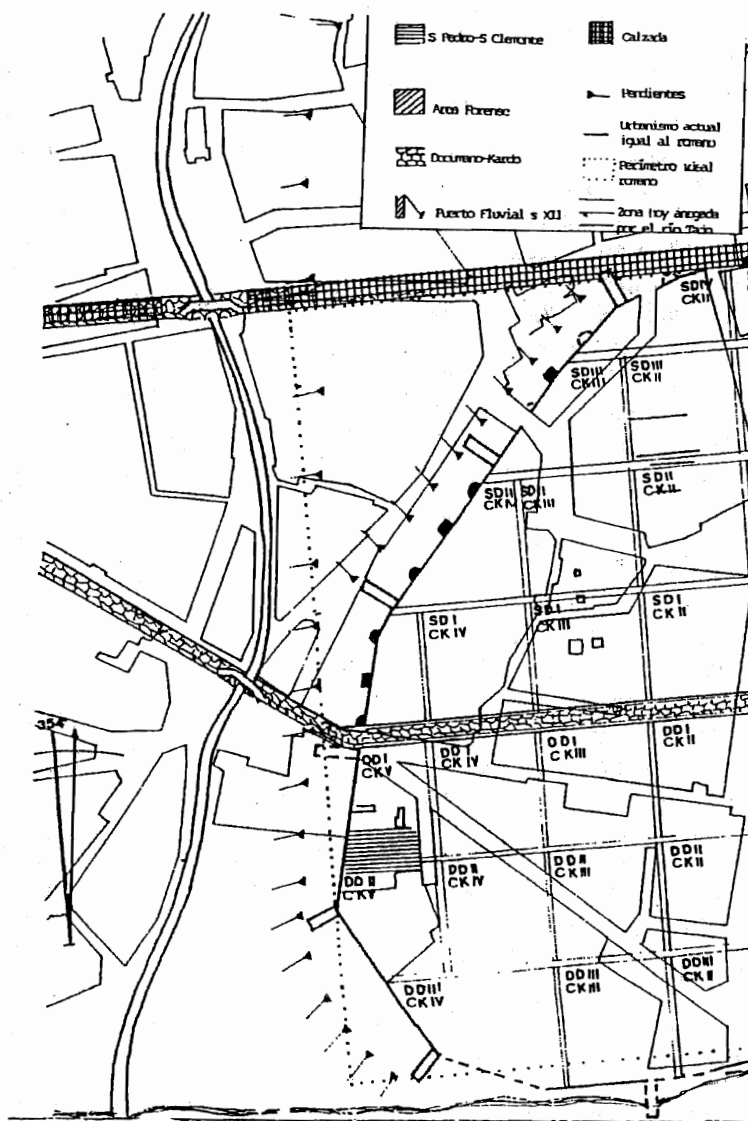 S Pedro-S Clemente
Calzada
Area Forense
Pendientes
Urbanismo actual
igual al romano
Documano-Kardo
Perímetro ideal
romano
Puerto Fluvial s XII
Zona hoy anegada
por el río Tajo
SD IV
CK II
SD III
CK III
SD III
CK II
SD II
CK IV
SD II
CK III
SD II
CK II
SD I
CK IV
SD I
CK III
SD I
CK II
354
DD I
CK V
DD I
CK IV
DD I
CK III
DD I
CK II
DD II
CK V
DD II
CK IV
DD II
CK III
DD II
CK II
DD III
CK IV
DD III
CK III
DD III
CK II